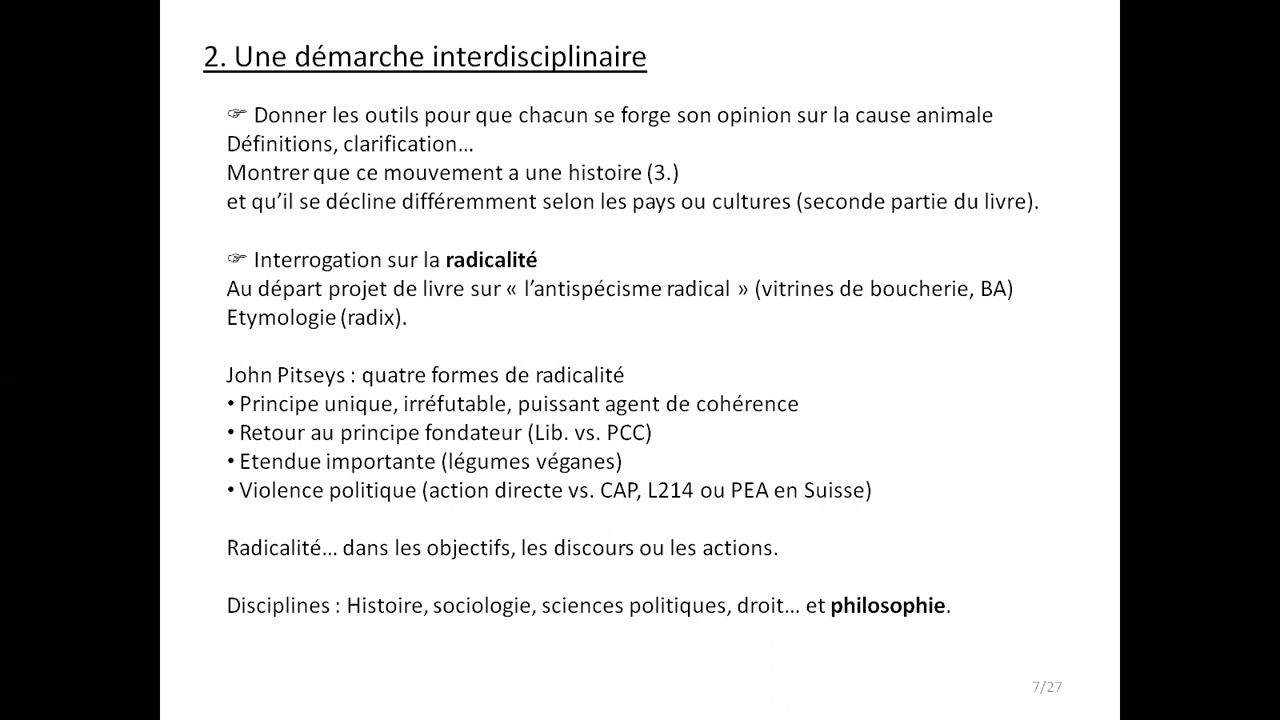 2. Une démarche interdisciplinaire
☞ Donner les outils pour que chacun se forge son opinion sur la cause animale
Définitions, clarification…
Montrer que ce mouvement a une histoire (3.)
et qu’il se décline différemment selon les pays ou cultures (seconde partie du livre).
☞ Interrogation sur la radicalité
Au départ projet de livre sur « l’antispécisme radical » (vitrines de boucherie, BA)
Etymologie (radix).
John Pitseys : quatre formes de radicalité
• Principe unique, irréfutable, puissant agent de cohérence
• Retour au principe fondateur (Lib. vs. PCC)
• Etendue importante (légumes véganes)
• Violence politique (action directe vs. CAP, L214 ou PEA en Suisse)
Radicalité… dans les objectifs, les discours ou les actions.
Disciplines : Histoire, sociologie, sciences politiques, droit… et philosophie.
7/27